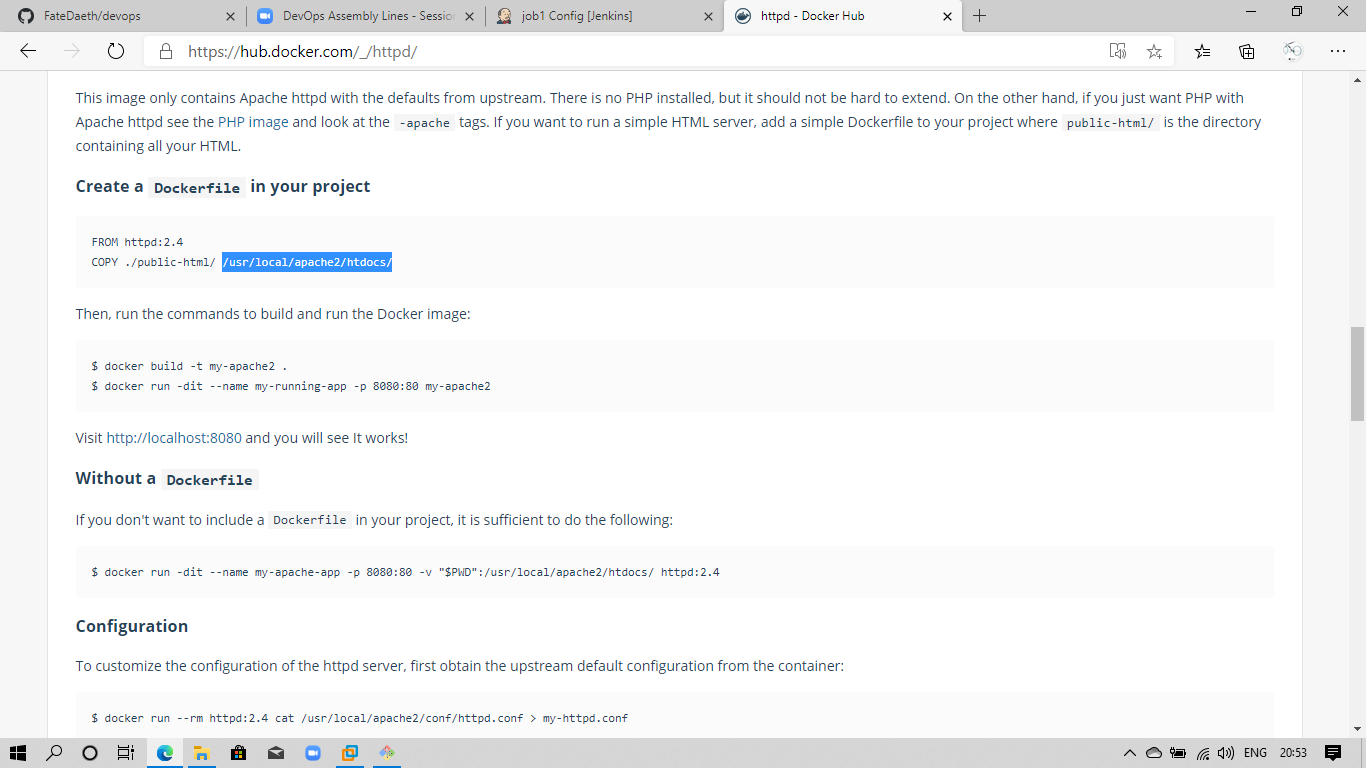 FateDaeth/devops
DevOps Assembly Lines - Session
job1 Config [Jenkins]
httpd - Docker Hub
https://hub.docker.com/_/httpd/
This image only contains Apache httpd with the defaults from upstream. There is no PHP installed, but it should not be hard to extend. On the other hand, if you just want PHP with
Apache httpd see the PHP image and look at the -apache tags. If you want to run a simple HTML server, add a simple Dockerfile to your project where public-html/ is the directory
containing all your HTML.
Create a Dockerfile in your project
FROM httpd:2.4
COPY ./public-html/ /usr/local/apache2/htdocs/
Then, run the commands to build and run the Docker image:
$ docker build -t my-apache2 .
$ docker run -dit --name my-running-app -p 8080:80 my-apache2
Visit http://localhost:8080 and you will see It works!
Without a Dockerfile
If you don't want to include a Dockerfile in your project, it is sufficient to do the following:
$ docker run -dit --name my-apache-app -p 8080:80 -v "$PWD":/usr/local/apache2/htdocs/ httpd:2.4
Configuration
To customize the configuration of the httpd server, first obtain the upstream default configuration from the container:
$ docker run --rm httpd:2.4 cat /usr/local/apache2/conf/httpd.conf > my-httpd.conf
ENG 20:53